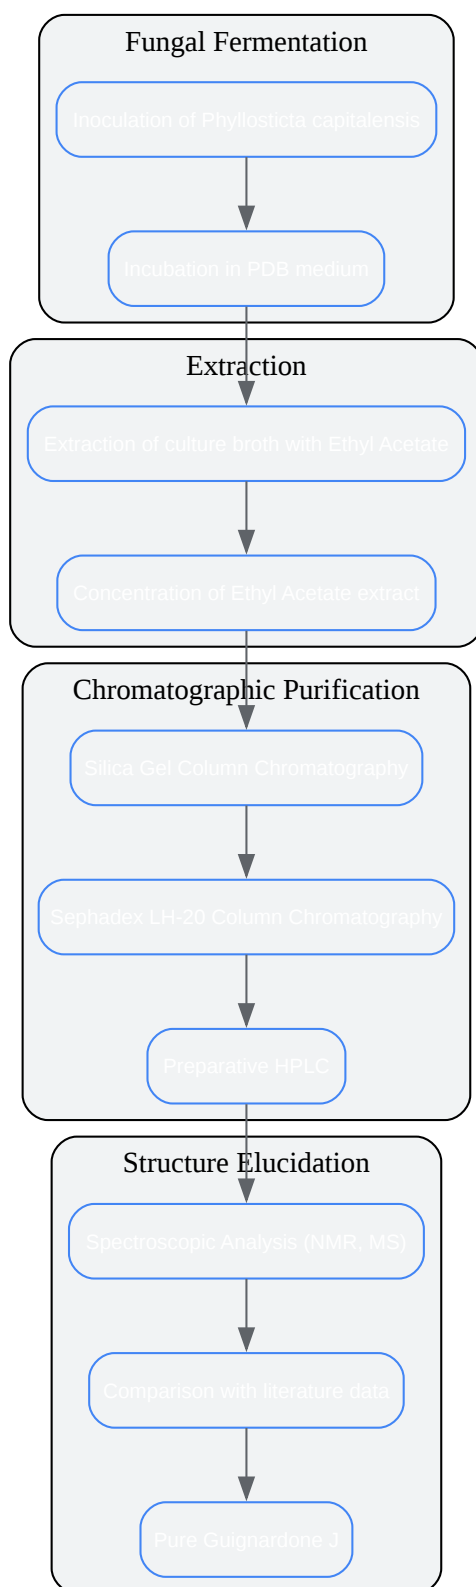 Fungal Fermentation
Inoculation of Phyllosticta capitalensis
Incubation in PDB medium
Extraction
Extraction of culture broth with Ethyl Acetate
Concentration of Ethyl Acetate extract
Chromatographic Purification
Silica Gel Column Chromatography
Sephadex LH-20 Column Chromatography
Preparative HPLC
Structure Elucidation
Spectroscopic Analysis (NMR, MS)
Comparison with literature data
Pure Guignardone J